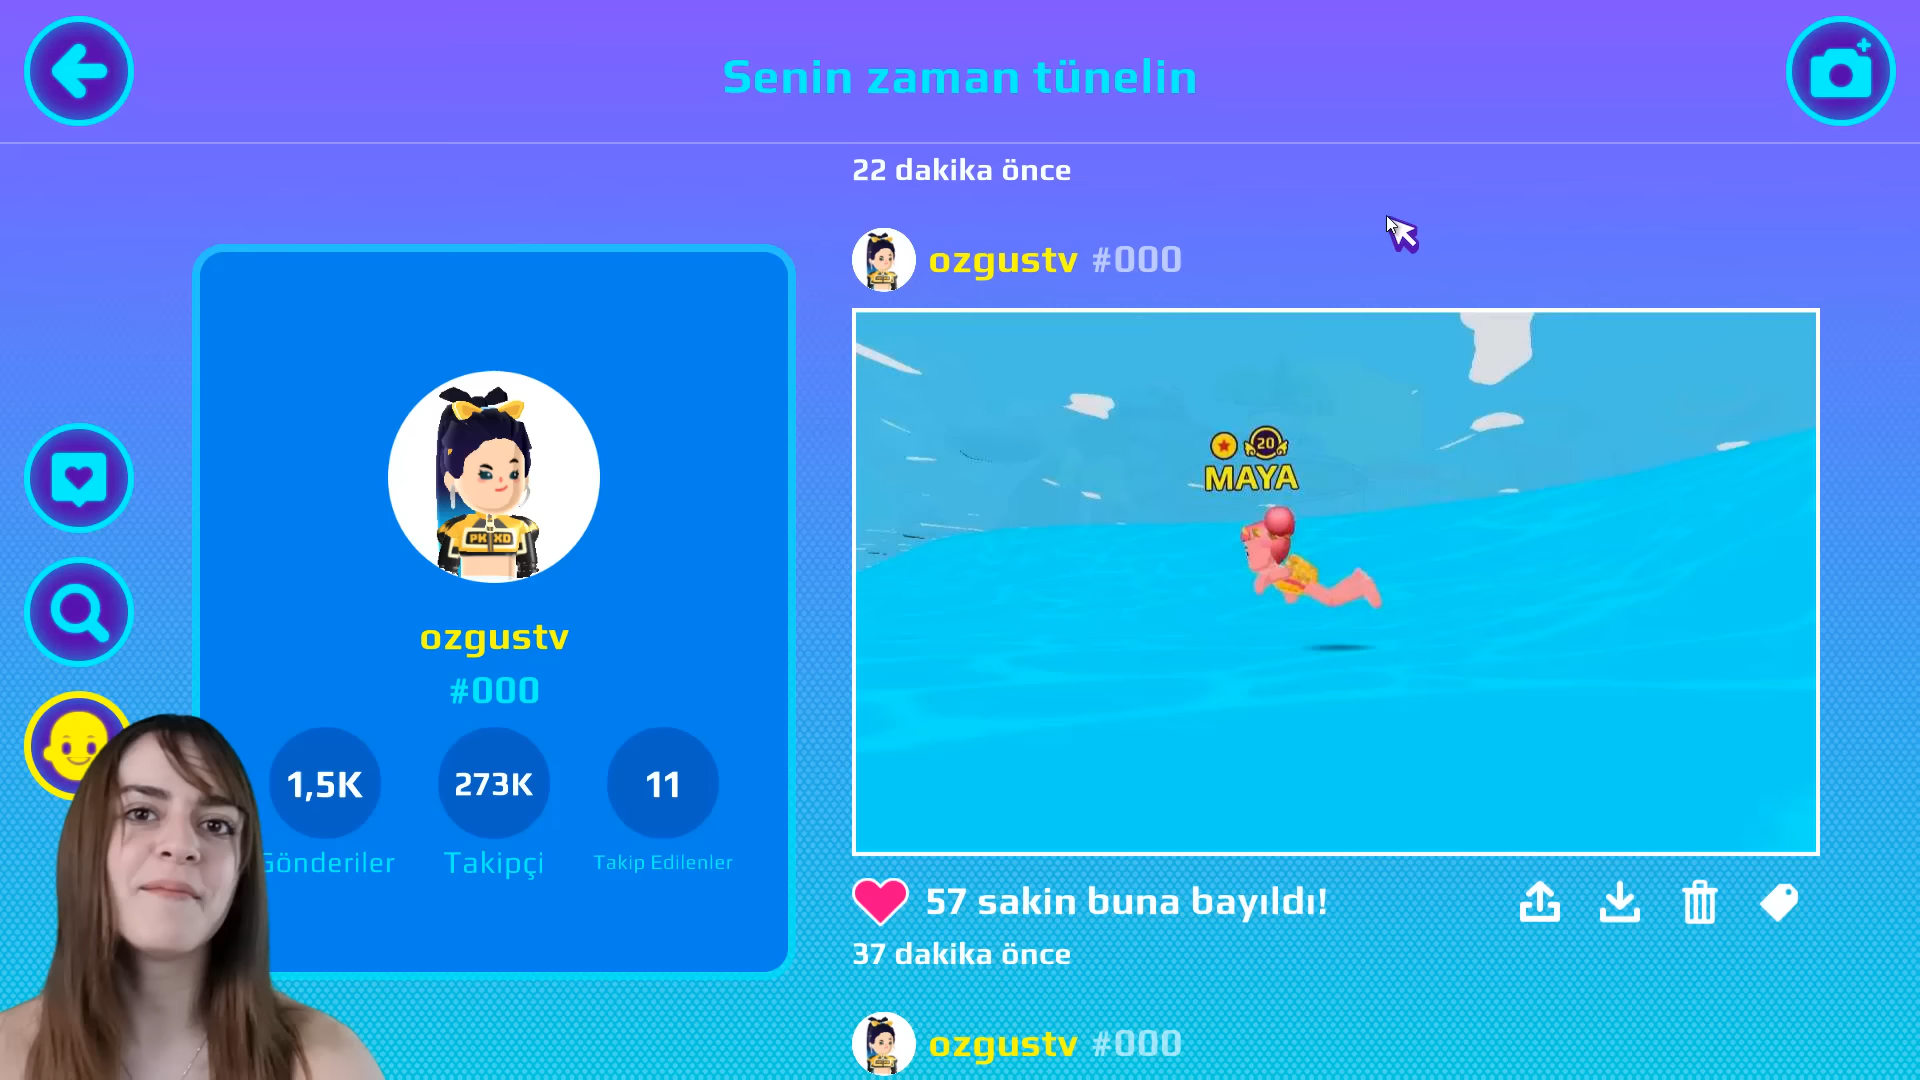 Senin zaman tünelin
22 dakika önce
ozgustv #000
20
MAYA
PK XD
ozgustv
#000
1,5K
273K
11
Gönderiler
Takipçi
Takip Edilenler
57 sakin buna bayıldı!
37 dakika önce
ozgustv #000